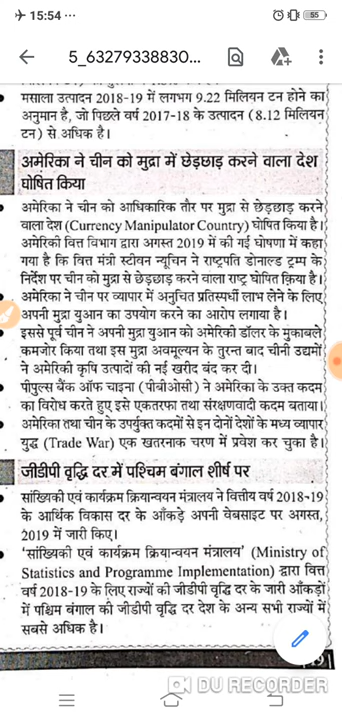 15:54 ...
55
5_63279338830...
मसाला उत्पादन 2018-19 में लगभग 9.22 मिलियन टन होने का
अनुमान है, जो पिछले वर्ष 2017-18 के उत्पादन (8.12 मिलियन
टन) से अधिक है।
अमेरिका ने चीन को मुद्रा में छेड़छाड़ करने वाला देश
घोषित किया
अमेरिका ने चीन को आधिकारिक तौर पर मुद्रा से छेड़छाड़ करने
वाला देश (Currency Manipulator Country) घोषित किया है।
अमेरिकी वित्त विभाग द्वारा अगस्त 2019 में की गई घोषणा में कहा
गया है कि वित्त मंत्री स्टीवन न्यूचिन ने राष्ट्रपति डोनाल्ड ट्रम्प के
निर्देश पर चीन को मुद्रा से छेड़छाड़ करने वाला राष्ट्र घोषित क़िया है।
अमेरिका ने चीन पर व्यापार में अनुचित प्रतिस्पर्धी लाभ लेने के लिए
अपनी मुद्रा युआन का उपयोग करने का आरोप लगाया है।
इससे पूर्व चीन ने अपनी मुद्रा युआन को अमेरिकी डॉलर के मुकाबले
कमजोर किया तथा इस मुद्रा अवमूल्यन के तुरन्त बाद चीनी उद्यमों
ने अमेरिकी कृषि उत्पादों की नई खरीद बंद कर दी।
पीपुल्स बैंक ऑफ चाइना (पीबीओसी) ने अमेरिका के उक्त कदम
का विरोध करते हुए इसे एकतरफा तथा संरक्षणवादी कदम बताया।
अमेरिका तथा चीन के उपर्युक्त कदमों से इन दोनों देशों के मध्य व्यापार
युद्ध (Trade War) एक खतरनाक चरण में प्रवेश कर चुका है।
जीडीपी वृद्धि दर में पश्चिम बंगाल शीर्ष पर
सांख्यिकी एवं कार्यक्रम क्रियान्वयन मंत्रालय ने वित्तीय वर्ष 2018-19
के आर्थिक विकास दर के आँकड़े अपनी वेबसाइट पर अगस्त,
2019 में जारी किए।
'सांख्यिकी एवं कार्यक्रम क्रियान्वयन मंत्रालय' (Ministry of
Statistics and Programme Implementation) द्वारा वित्त
वर्ष 2018-19 के लिए राज्यों की जीडीपी वृद्धि दर के जारी आँकड़ों
में पश्चिम बंगाल की जीडीपी वृद्धि दर देश के अन्य सभी राज्यों में
सबसे अधिक है।
DU RECORDER